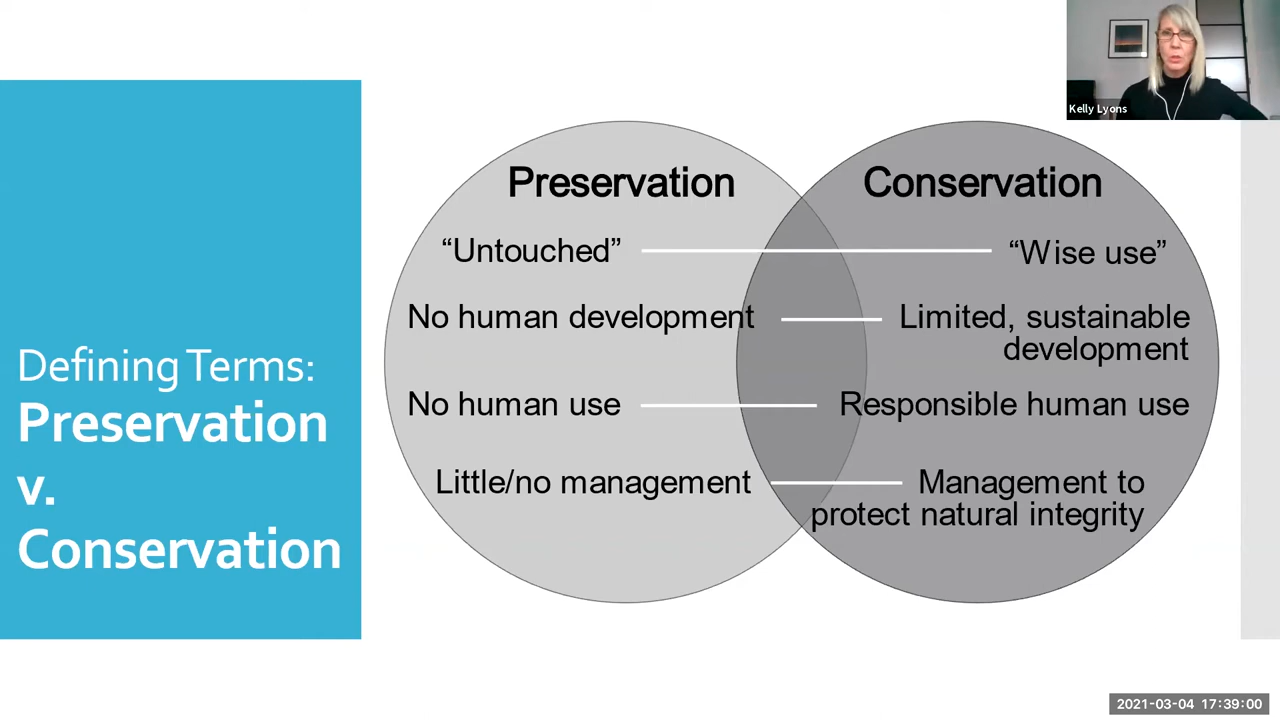 Kelly Lyons
Defining Terms:
Preservation
v.
Conservation
Preservation
Conservation
“Untouched”
“Wise use”
No human development
Limited, sustainable
development
No human use
Responsible human use
Little/no management
Management to
protect natural integrity
2021-03-04 17:39:00